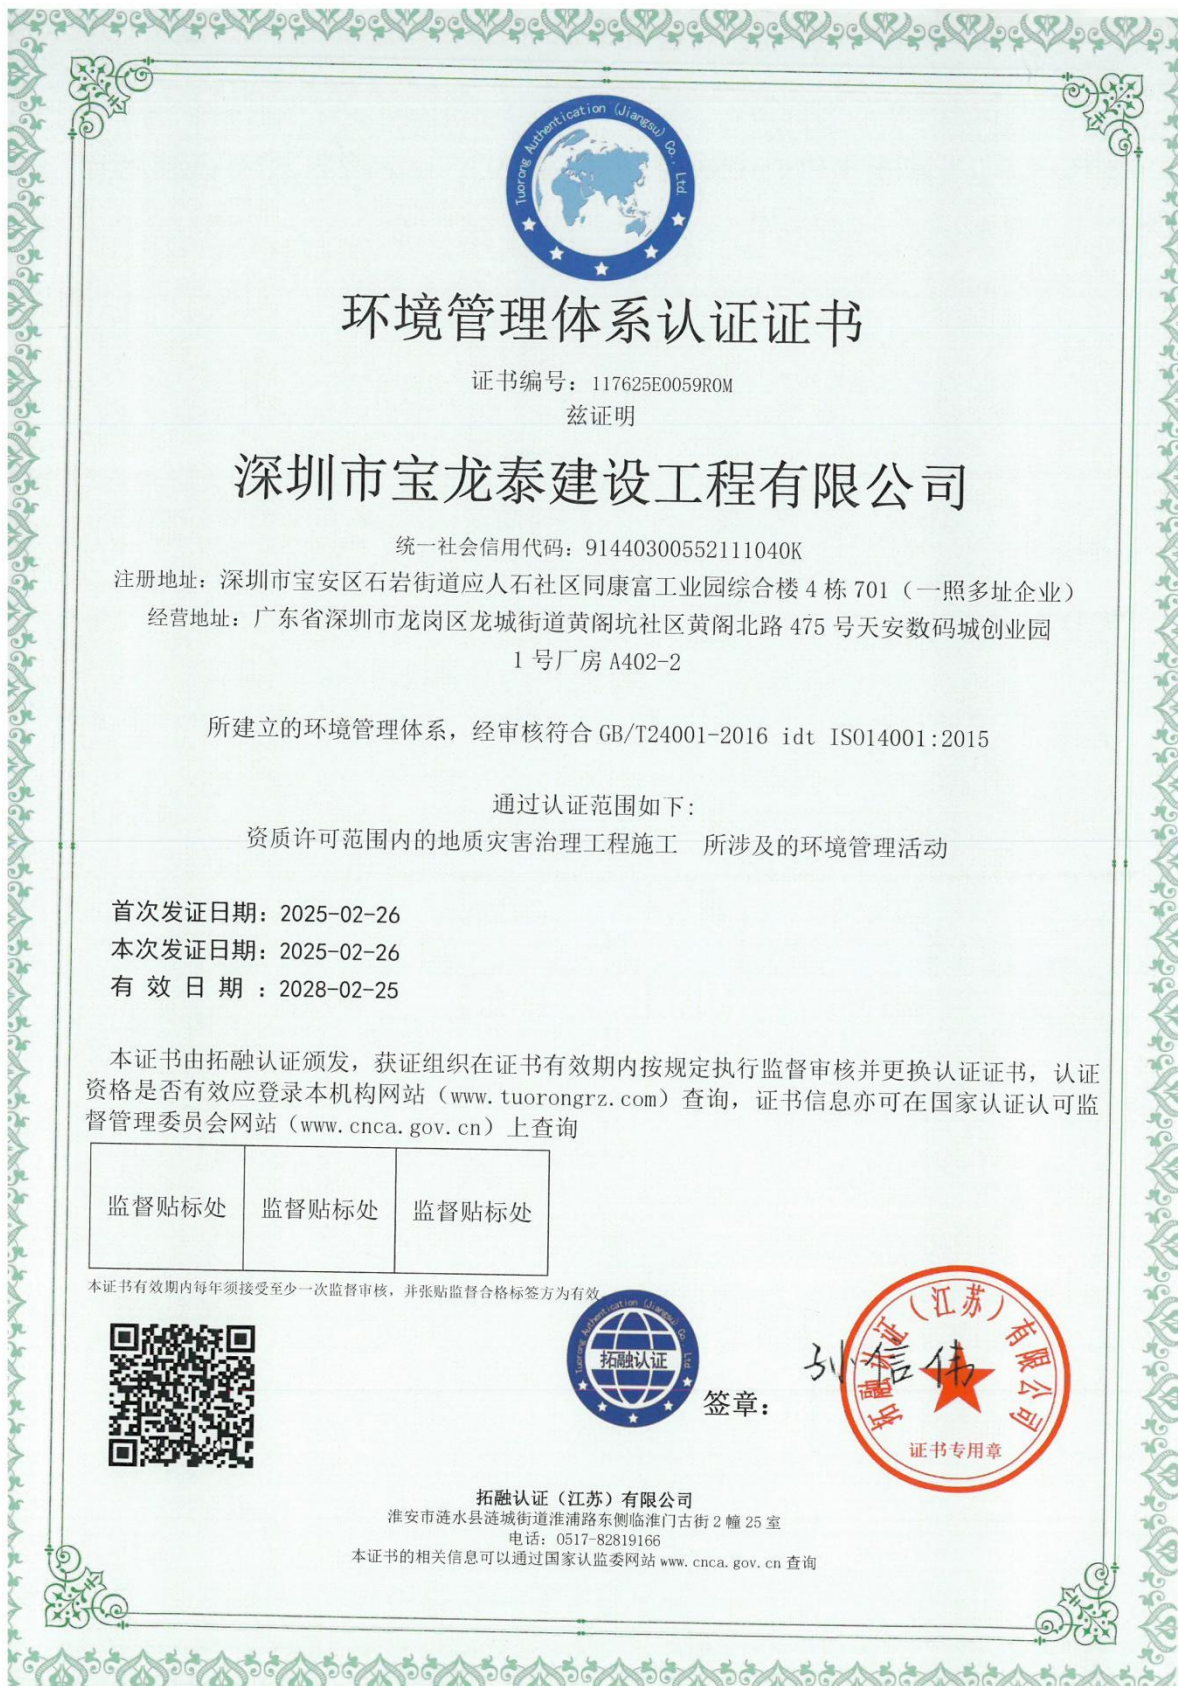 Tuorong Authentication (Jiangsu) Co., Ltd.
环境管理体系认证证书
证书编号：117625E0059R0M
兹证明
深圳市宝龙泰建设工程有限公司
统一社会信用代码：91440300552111040K
注册地址：深圳市宝安区石岩街道应人石社区同康富工业园综合楼 4 栋 701（一照多址企业）
经营地址：广东省深圳市龙岗区龙城街道黄阁坑社区黄阁北路 475 号天安数码城创业园
1 号厂房 A402-2
所建立的环境管理体系，经审核符合 GB/T24001-2016 idt ISO14001:2015
通过认证范围如下：
资质许可范围内的地质灾害治理工程施工 所涉及的环境管理活动
首次发证日期：2025-02-26
本次发证日期：2025-02-26
有 效 日 期 ：2028-02-25
本证书由拓融认证颁发，获证组织在证书有效期内按规定执行监督审核并更换认证证书，认证
资格是否有效应登录本机构网站（www.tuorongrz.com）查询，证书信息亦可在国家认证认可监
督管理委员会网站（www.cnca.gov.cn）上查询
监督贴标处 监督贴标处 监督贴标处
本证书有效期内每年须接受至少一次监督审核，并张贴监督合格标签方为有效。
Tuorong Authentication (Jiangsu) Co., Ltd
拓融认证
签章：
孙信伟
拓融认证（江苏）有限公司
证书专用章
拓融认证（江苏）有限公司
淮安市涟水县涟城街道淮浦路东侧临淮门古街 2 幢 25 室
电话：0517-82819166
本证书的相关信息可以通过国家认监委网站 www.cnca.gov.cn 查询